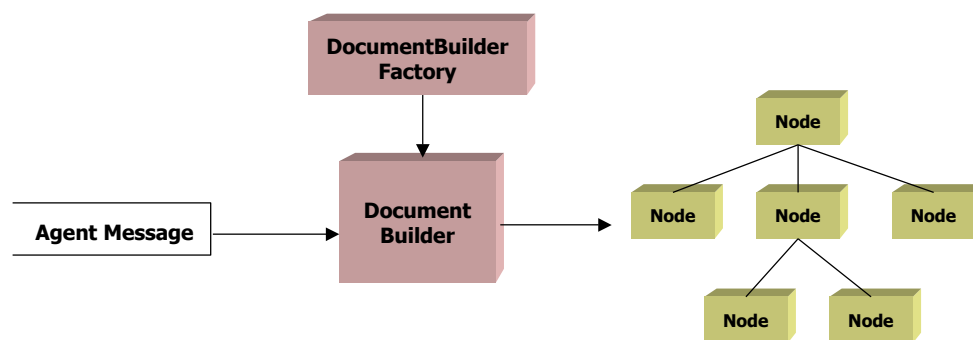 DocumentBuilder
Factory
Node
Node
Node
Node
Document
Builder
Agent Message
Node
Node